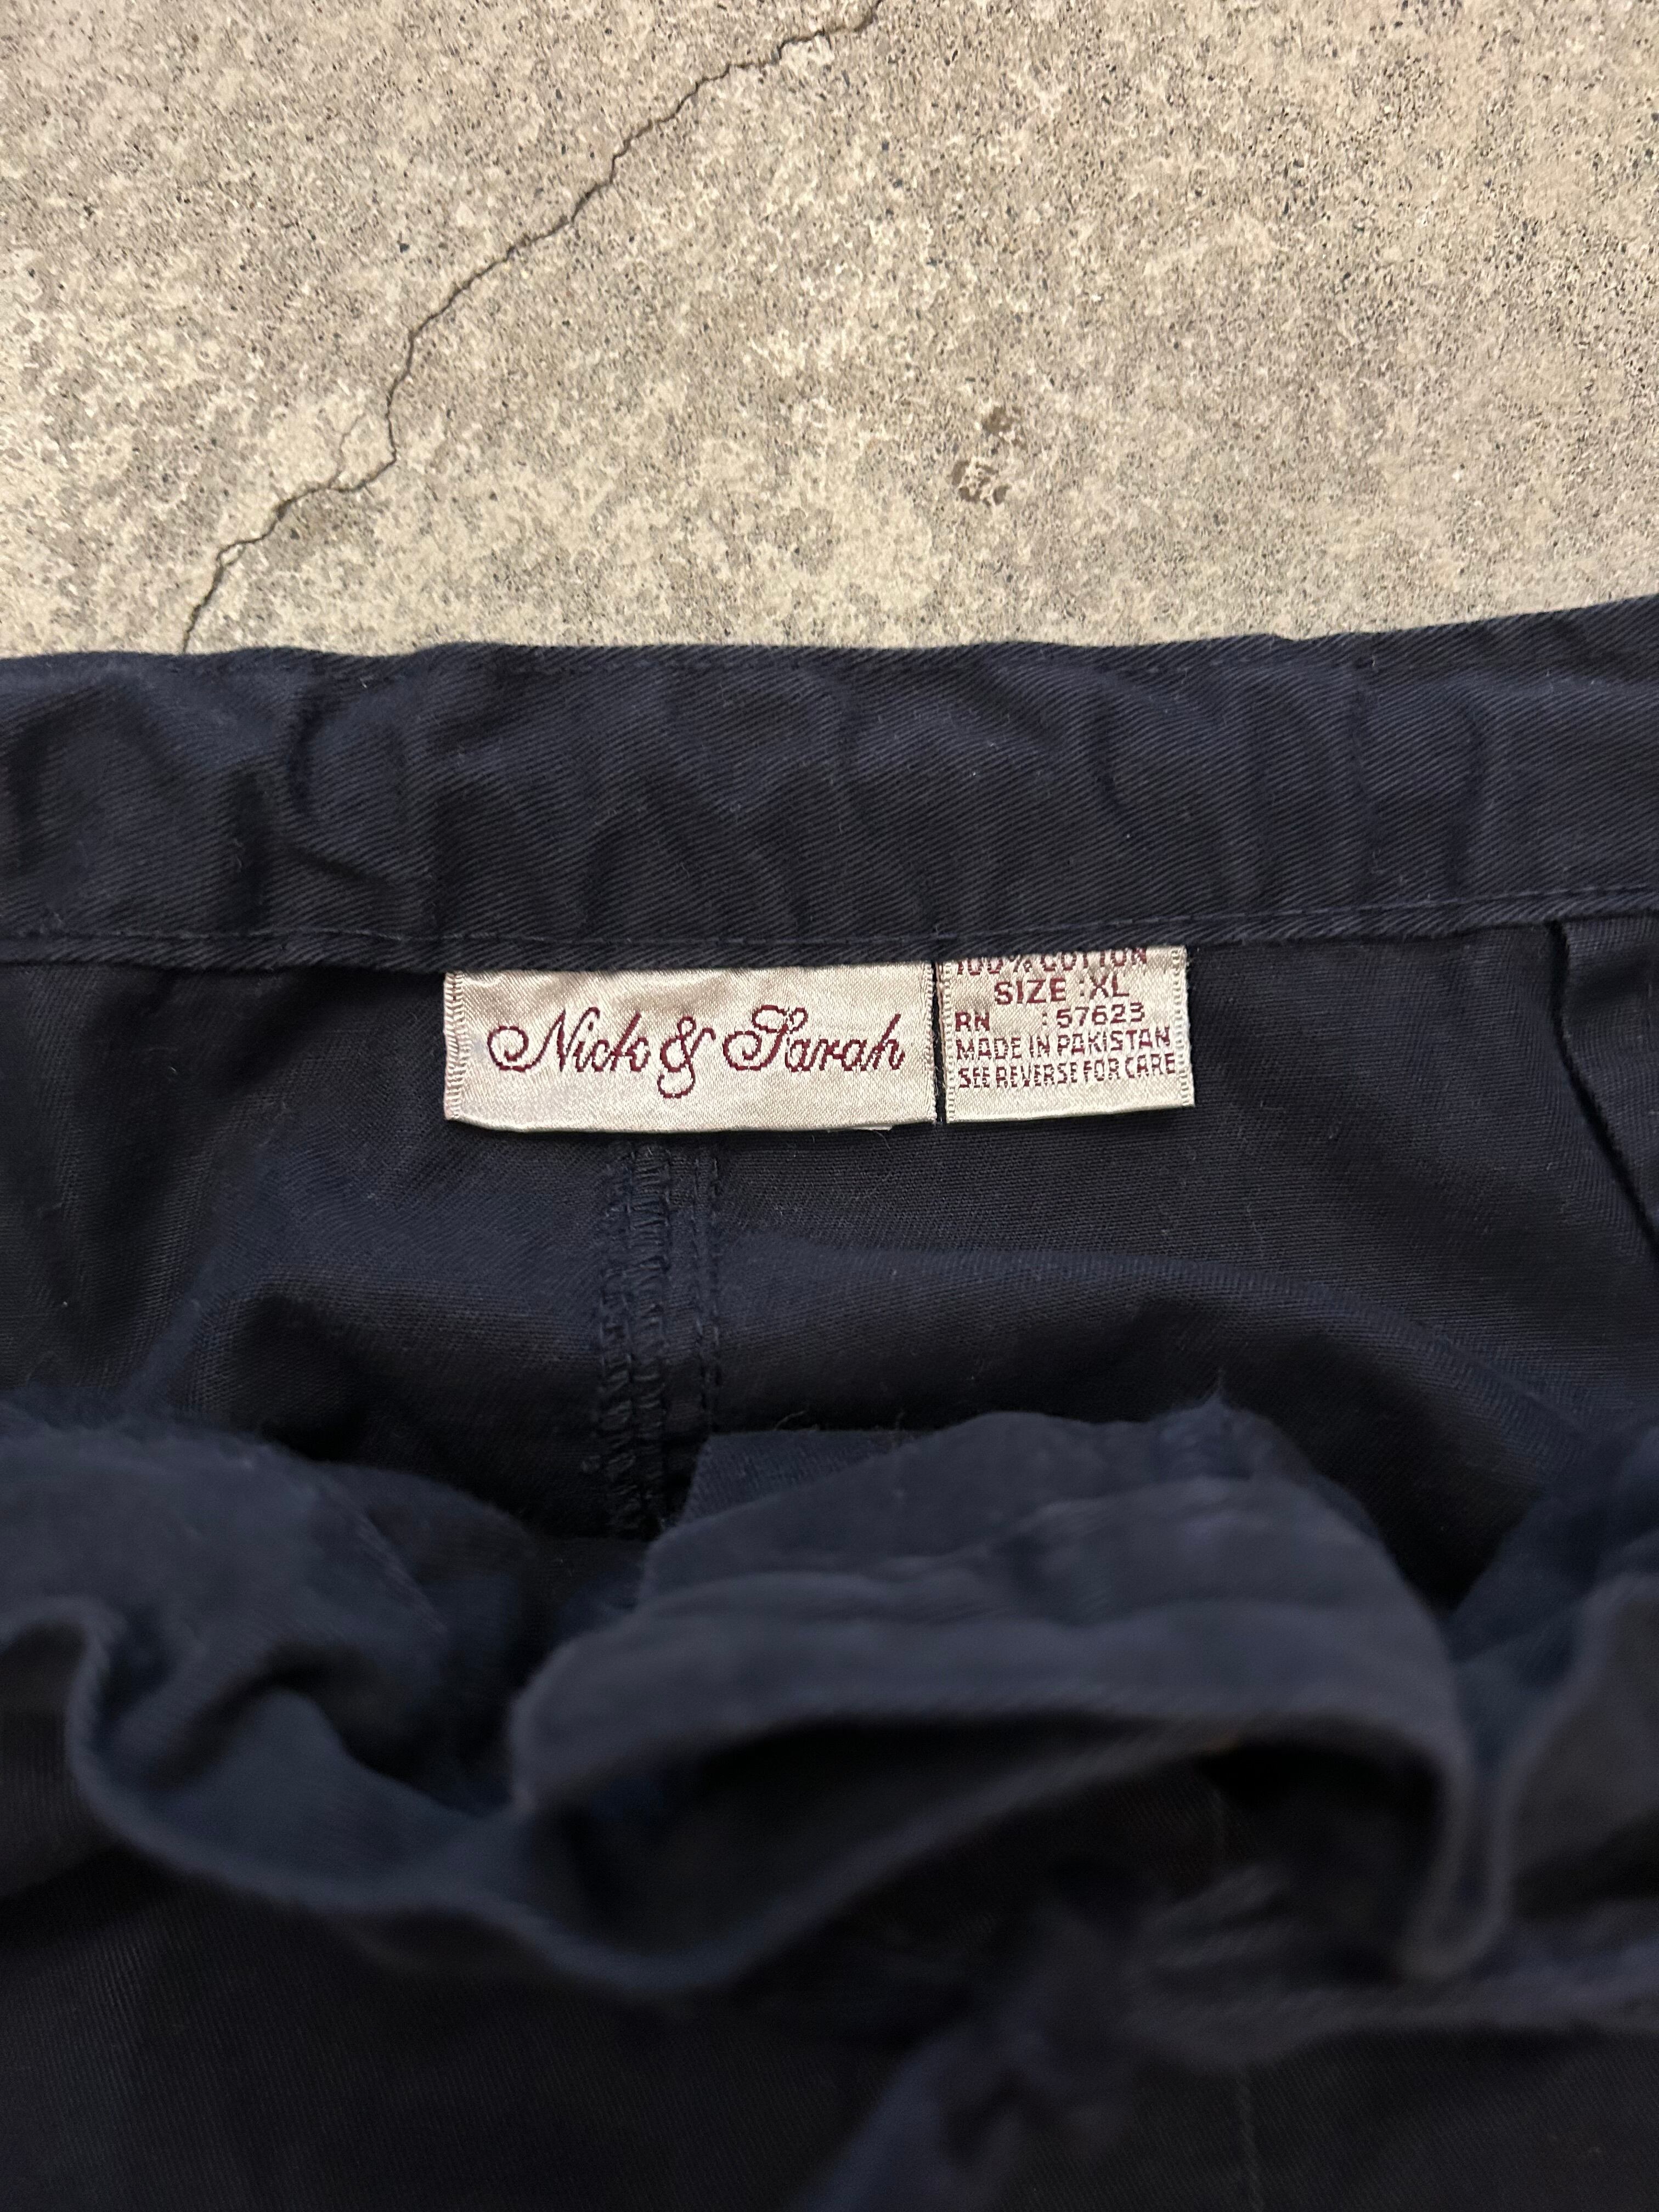 Nick & Sarah
100% COTTON
SIZE :XL
RN : 57623
MADE IN PAKISTAN
SEE REVERSE FOR CARE